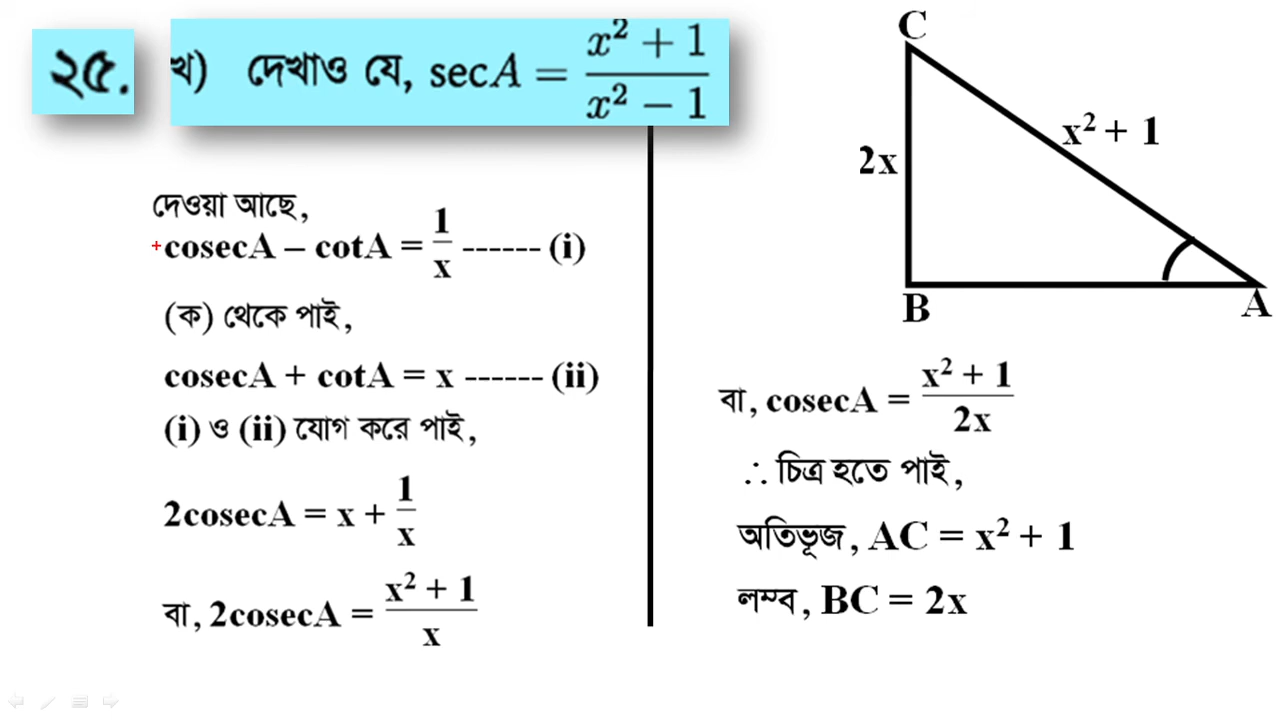 ২৫. খ) দেখাও যে, secA = (x² + 1)/(x² − 1)
দেওয়া আছে,
cosecA – cotA = 1/x ------ (i)
(ক) থেকে পাই,
cosecA + cotA = x ------ (ii)
(i) ও (ii) যোগ করে পাই,
2cosecA = x + 1/x
বা, 2cosecA = (x² + 1)/x
C
x² + 1
2x
B
A
বা, cosecA = (x² + 1)/2x
∴ চিত্র হতে পাই,
অতিভূজ, AC = x² + 1
লম্ব, BC = 2x